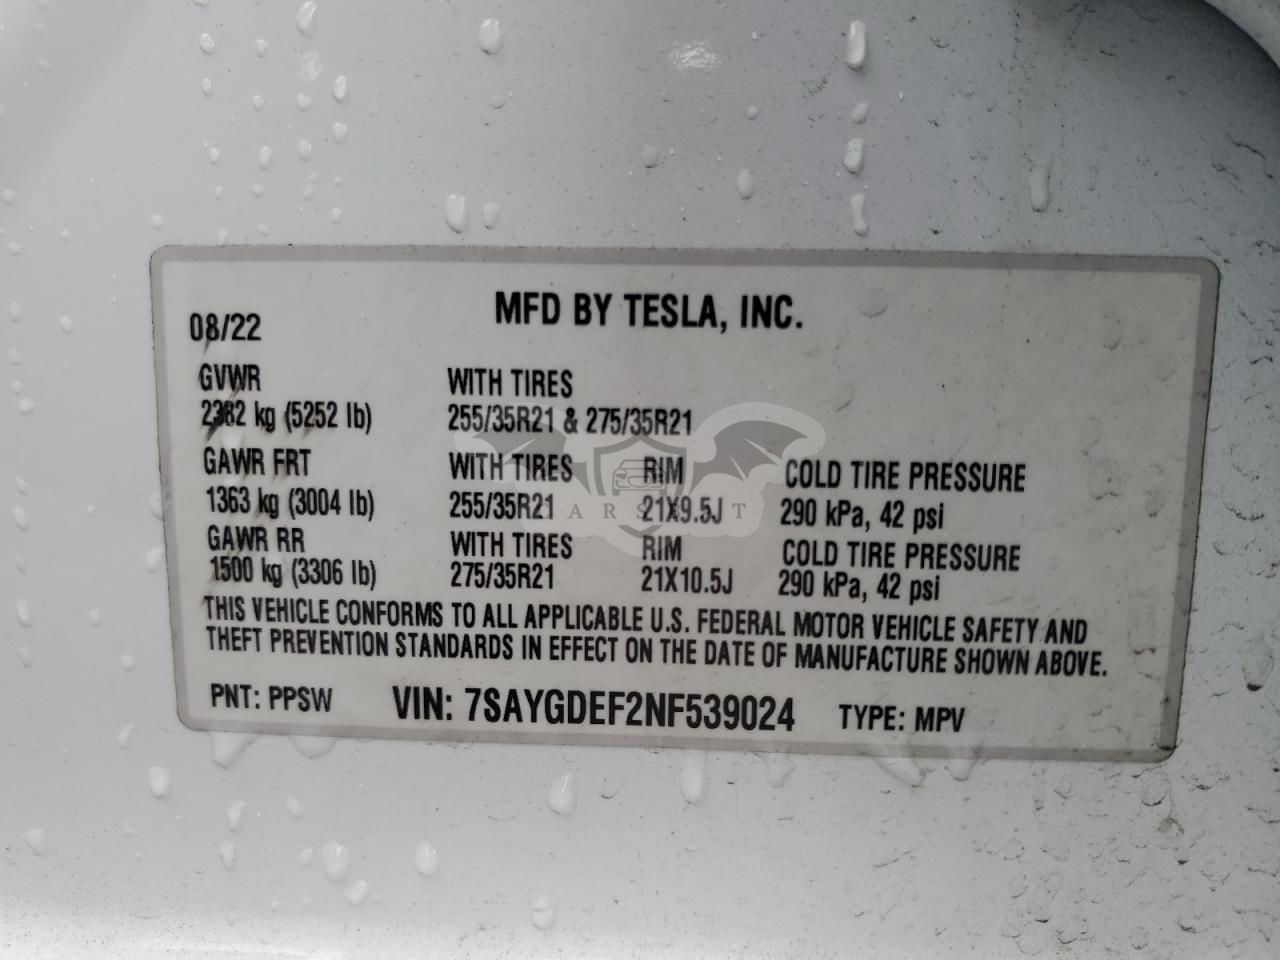 MFD BY TESLA, INC.
08/22
GVWR WITH TIRES
2382 kg (5252 lb) 255/35R21 & 275/35R21
GAWR FRT WITH TIRES RIM COLD TIRE PRESSURE
1363 kg (3004 lb) 255/35R21 21X9.5J 290 kPa, 42 psi
GAWR RR WITH TIRES RIM COLD TIRE PRESSURE
1500 kg (3306 lb) 275/35R21 21X10.5J 290 kPa, 42 psi
THIS VEHICLE CONFORMS TO ALL APPLICABLE U.S. FEDERAL MOTOR VEHICLE SAFETY AND
THEFT PREVENTION STANDARDS IN EFFECT ON THE DATE OF MANUFACTURE SHOWN ABOVE.
PNT: PPSW VIN: 7SAYGDEF2NF539024 TYPE: MPV